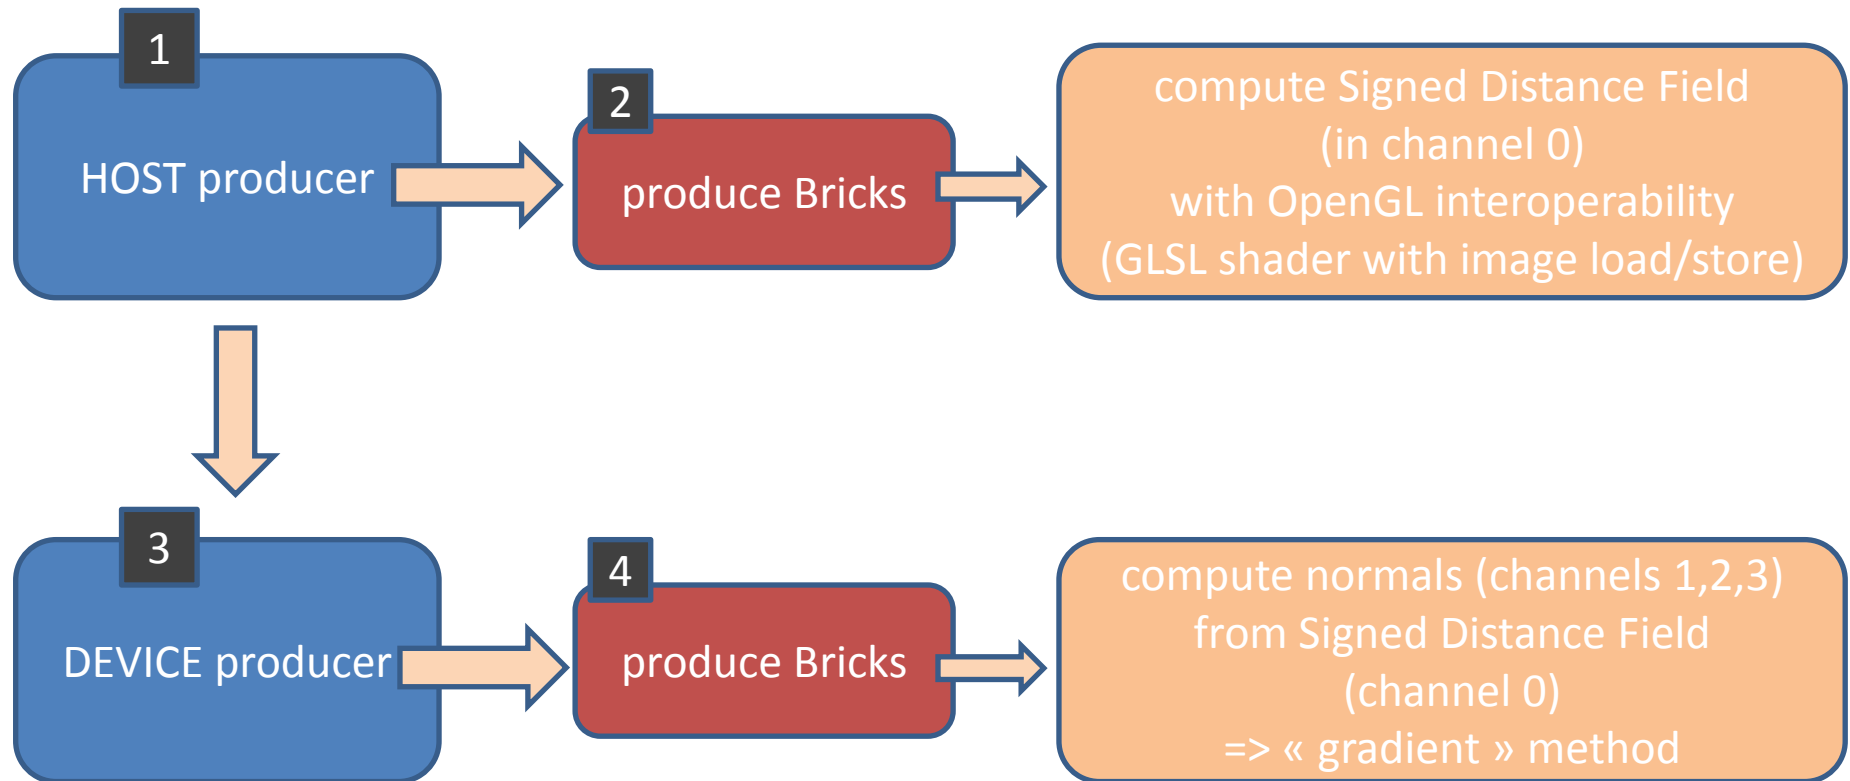 1
HOST producer
2
produce Bricks
compute Signed Distance Field
(in channel 0)
with OpenGL interoperability
(GLSL shader with image load/store)
3
DEVICE producer
4
produce Bricks
compute normals (channels 1,2,3)
from Signed Distance Field
(channel 0)
=> « gradient » method